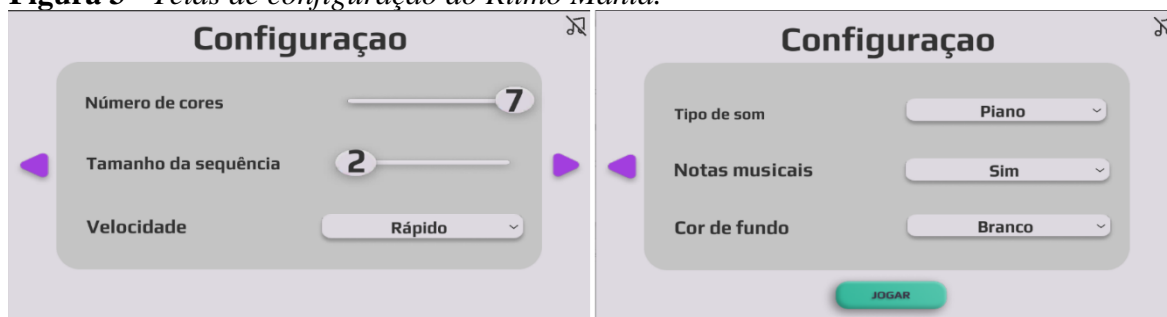 Figura 3 - Telas de configuração do Ritmo Mania.
Configuraçao
Número de cores
7
Tamanho da sequência
2
Velocidade
Rápido
Configuraçao
Tipo de som
Piano
Notas musicais
Sim
Cor de fundo
Branco
JOGAR